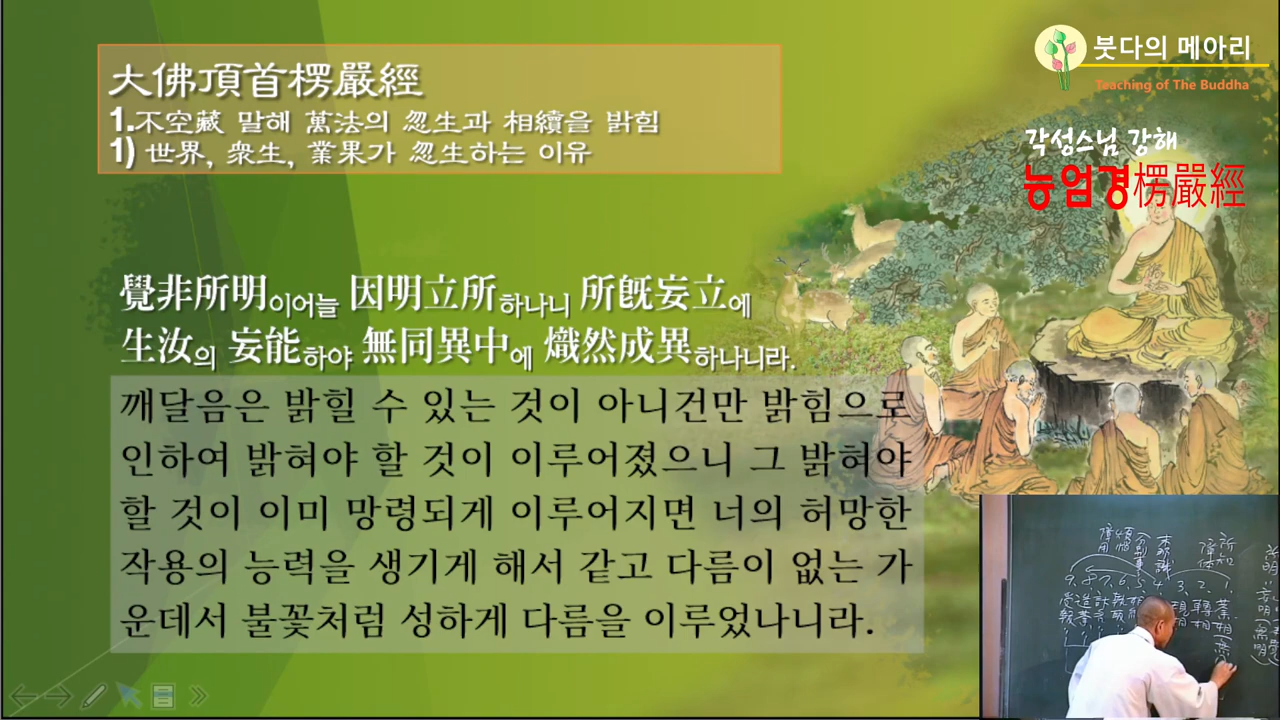 大佛頂首楞嚴經
1.不空藏 말해 萬法의 忽生과 相續을 밝힘
1) 世界, 衆生, 業果가 忽生하는 이유
붓다의 메아리
Teaching of The Buddha
각성스님 강해
능엄경楞嚴經
覺非所明이어늘 因明立所하나니 所旣妄立에
生汝의 妄能하야 無同異中에 熾然成異하나니라.
깨달음은 밝힐 수 있는 것이 아니건만 밝힘으로
인하여 밝혀야 할 것이 이루어졌으니 그 밝혀야
할 것이 이미 망령되게 이루어지면 너의 허망한
작용의 능력을 생기게 해서 같고 다름이 없는 가
운데서 불꽃처럼 성하게 다름을 이루었나니라.